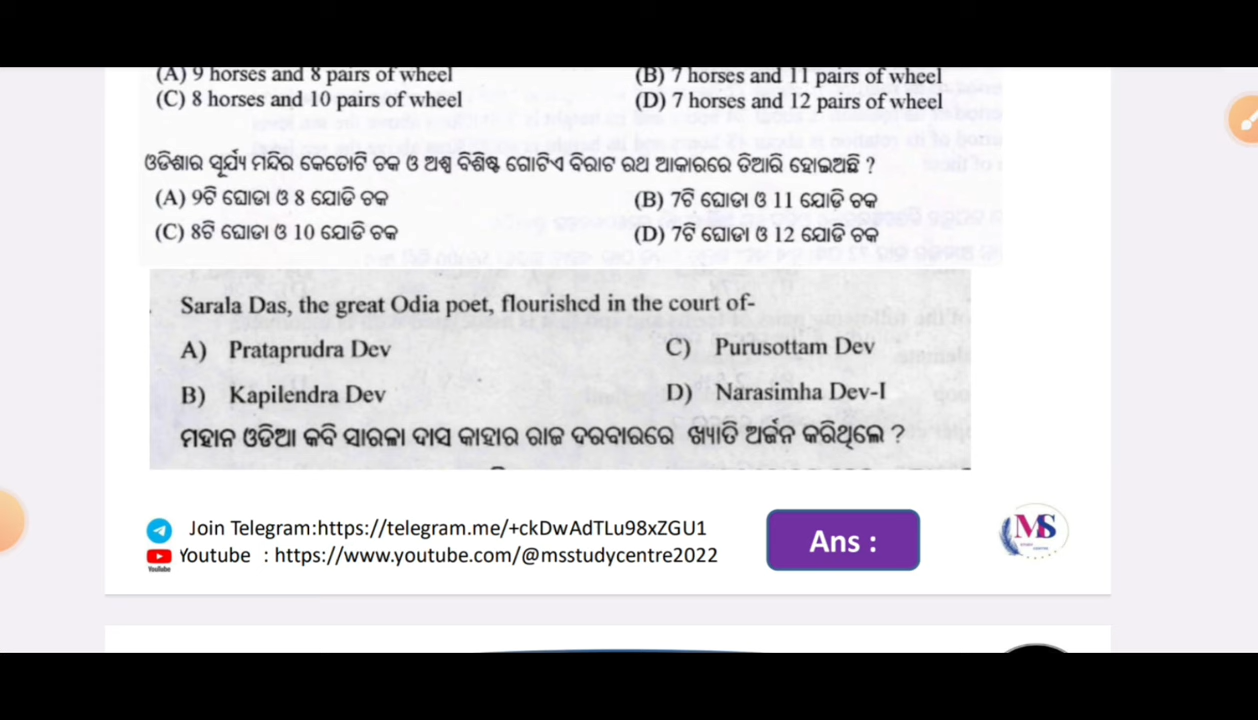 (A) 9 horses and 8 pairs of wheel (B) 7 horses and 11 pairs of wheel
(C) 8 horses and 10 pairs of wheel (D) 7 horses and 12 pairs of wheel
ଓଡିଶାର ସୂର୍ଯ୍ୟ ମନ୍ଦିର କେତୋଟି ଚକ ଓ ଅଶ୍ଵ ବିଶିଷ୍ଟ ଗୋଟିଏ ବିରାଟ ରଥ ଆକାରରେ ତିଆରି ହୋଇଅଛି ?
(A) 9ଟି ଘୋଡା ଓ 8 ଯୋଡି ଚକ (B) 7ଟି ଘୋଡା ଓ 11 ଯୋଡି ଚକ
(C) 8ଟି ଘୋଡା ଓ 10 ଯୋଡି ଚକ (D) 7ଟି ଘୋଡା ଓ 12 ଯୋଡି ଚକ
Sarala Das, the great Odia poet, flourished in the court of-
A) Prataprudra Dev C) Purusottam Dev
B) Kapilendra Dev D) Narasimha Dev-I
ମହାନ ଓଡିଆ କବି ସାରଳା ଦାସ କାହାର ରାଜ ଦରବାରରେ ଖ୍ୟାତି ଅର୍ଜନ କରିଥିଲେ ?
Join Telegram:https://telegram.me/+ckDwAdTLu98xZGU1
Youtube : https://www.youtube.com/@msstudycentre2022
Ans :
MS